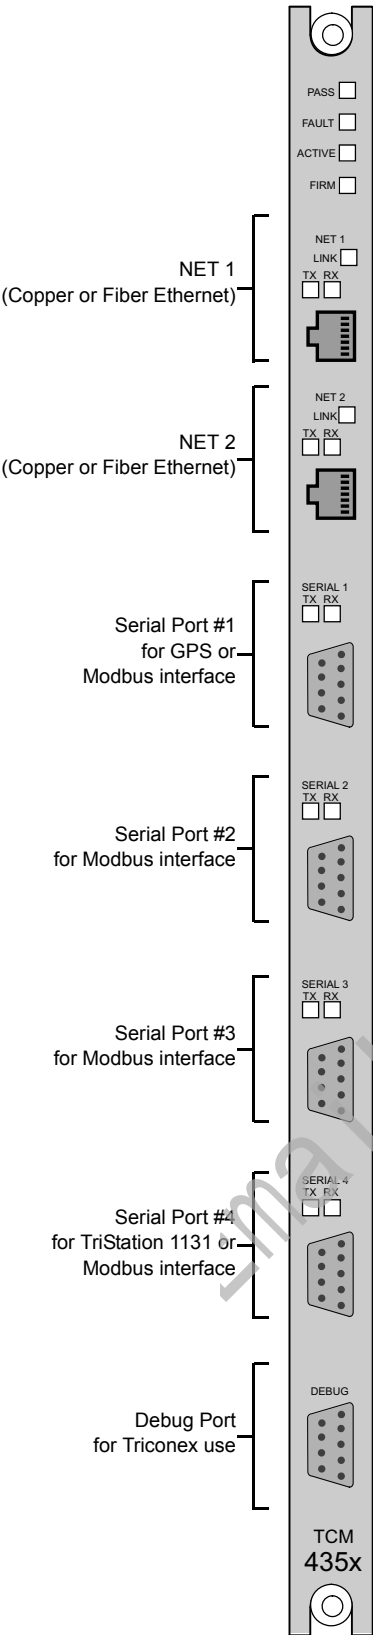 PASS
FAULT
ACTIVE
FIRM
NET 1
(Copper or Fiber Ethernet)
NET 1
LINK
TX RX
NET 2
(Copper or Fiber Ethernet)
NET 2
LINK
TX RX
Serial Port #1
for GPS or
Modbus interface
SERIAL 1
TX RX
Serial Port #2
for Modbus interface
SERIAL 2
TX RX
Serial Port #3
for Modbus interface
SERIAL 3
TX RX
Serial Port #4
for TriStation 1131 or
Modbus interface
SERIAL 4
TX RX
Debug Port
for Triconex use
DEBUG
TCM
435x